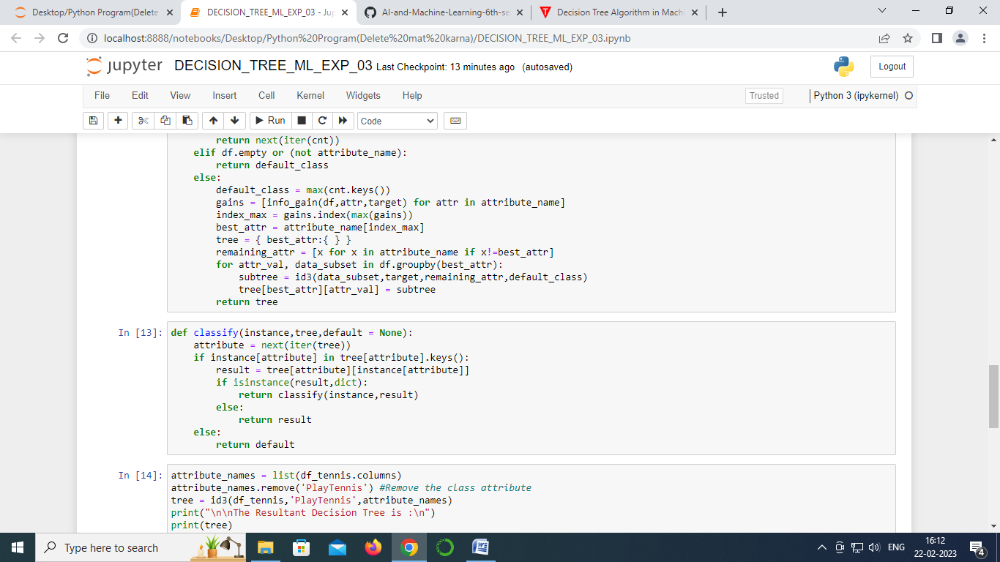 Desktop/Python Program(Delete
DECISION_TREE_ML_EXP_03 - Jup
AI-and-Machine-Learning-6th-se
Decision Tree Algorithm in Mach
localhost:8888/notebooks/Desktop/Python%20Program(Delete%20mat%20karna)/DECISION_TREE_ML_EXP_03.ipynb
jupyter DECISION_TREE_ML_EXP_03 Last Checkpoint: 13 minutes ago (autosaved)
Logout
File Edit View Insert Cell Kernel Widgets Help
Trusted
Python 3 (ipykernel)
Run
Code
        return next(iter(cnt))
    elif df.empty or (not attribute_name):
        return default_class
    else:
        default_class = max(cnt.keys())
        gains = [info_gain(df,attr,target) for attr in attribute_name]
        index_max = gains.index(max(gains))
        best_attr = attribute_name[index_max]
        tree = { best_attr:{ } }
        remaining_attr = [x for x in attribute_name if x!=best_attr]
        for attr_val, data_subset in df.groupby(best_attr):
            subtree = id3(data_subset,target,remaining_attr,default_class)
            tree[best_attr][attr_val] = subtree
        return tree
In [13]:
def classify(instance,tree,default = None):
    attribute = next(iter(tree))
    if instance[attribute] in tree[attribute].keys():
        result = tree[attribute][instance[attribute]]
        if isinstance(result,dict):
            return classify(instance,result)
        else:
            return result
    else:
        return default
In [14]:
attribute_names = list(df_tennis.columns)
attribute_names.remove('PlayTennis') #Remove the class attribute
tree = id3(df_tennis,'PlayTennis',attribute_names)
print("\n\nThe Resultant Decision Tree is :\n")
print(tree)
Type here to search
ENG
16:12
22-02-2023
4